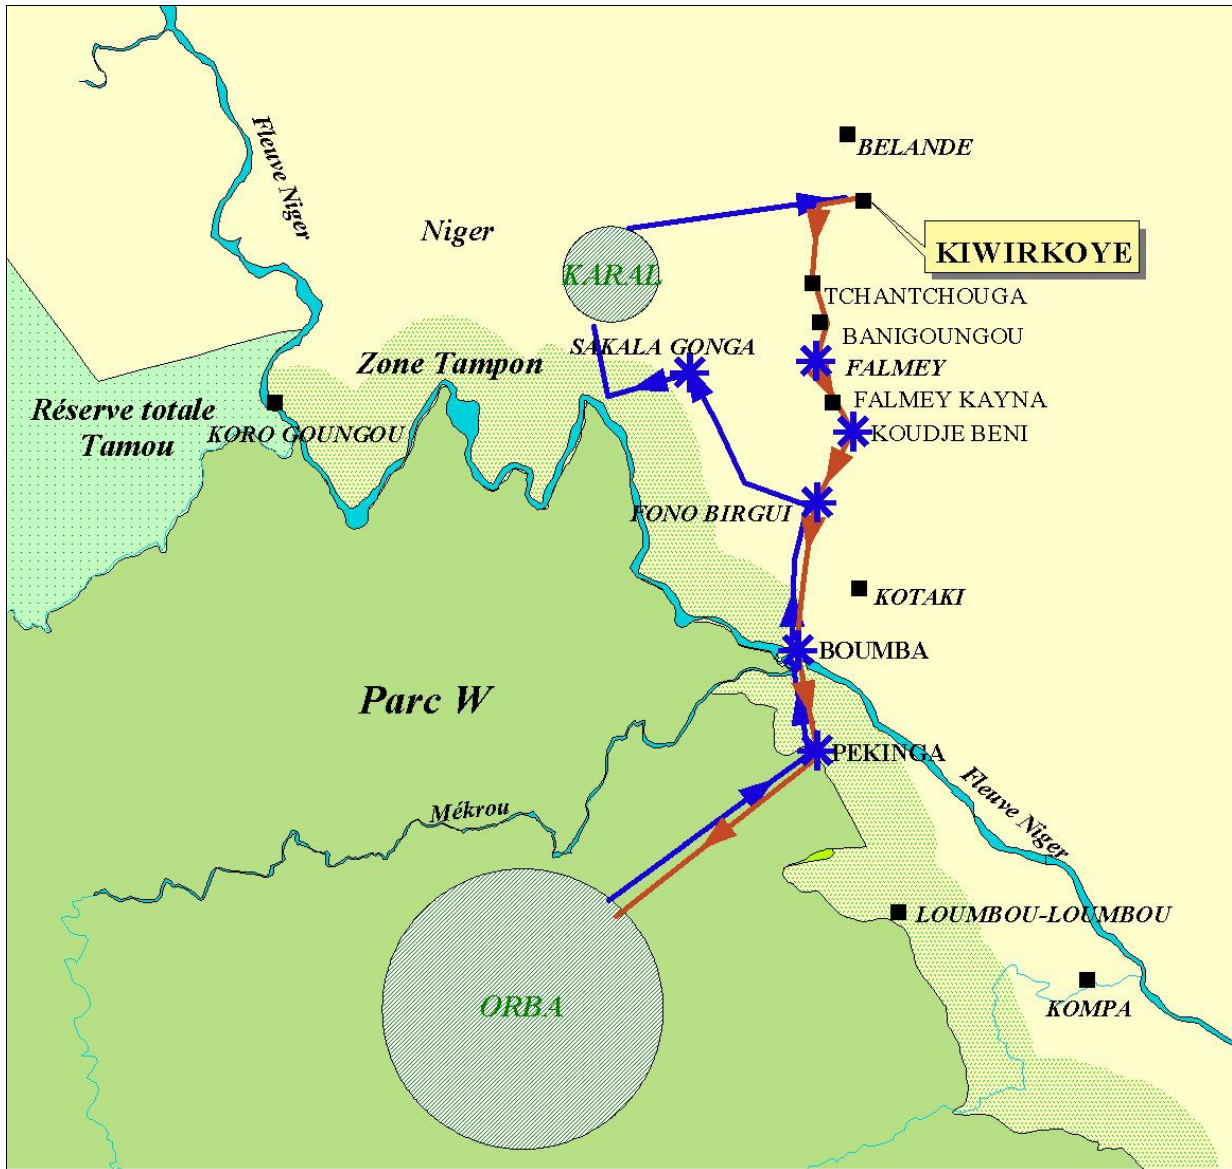 BELANDE
Fleuve Niger
Niger
KIWIRKOYE
KARAL
TCHANTCHOUGA
BANIGOUNGOU
SAKALA GONGA
Zone Tampon
FALMEY
Réserve totale
Tamou
FALMEY KAYNA
KORO GOUNGOU
KOUDJE BENI
FONO BIRGUI
KOTAKI
BOUMBA
Parc W
PEKINGA
Mékrou
Fleuve Niger
LOUMBOU-LOUMBOU
ORBA
KOMPA